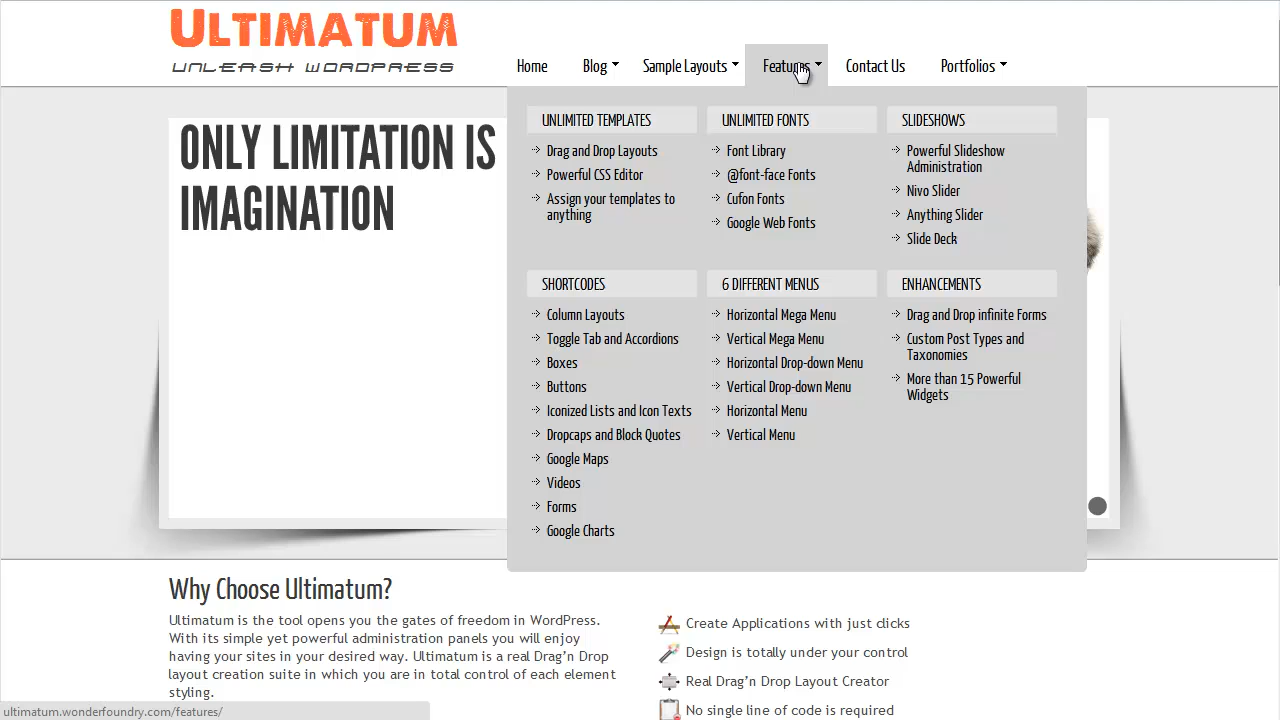 ULTIMATUM
UNLEASH WORDPRESS
Home Blog Sample Layouts Features Contact Us Portfolios
ONLY LIMITATION IS
IMAGINATION
UNLIMITED TEMPLATES
Drag and Drop Layouts
Powerful CSS Editor
Assign your templates to
anything
UNLIMITED FONTS
Font Library
@font-face Fonts
Cufon Fonts
Google Web Fonts
SLIDESHOWS
Powerful Slideshow
Administration
Nivo Slider
Anything Slider
Slide Deck
SHORTCODES
Column Layouts
Toggle Tab and Accordions
Boxes
Buttons
Iconized Lists and Icon Texts
Dropcaps and Block Quotes
Google Maps
Videos
Forms
Google Charts
6 DIFFERENT MENUS
Horizontal Mega Menu
Vertical Mega Menu
Horizontal Drop-down Menu
Vertical Drop-down Menu
Horizontal Menu
Vertical Menu
ENHANCEMENTS
Drag and Drop infinite Forms
Custom Post Types and
Taxonomies
More than 15 Powerful
Widgets
Why Choose Ultimatum?
Ultimatum is the tool opens you the gates of freedom in WordPress.
With its simple yet powerful administration panels you will enjoy
having your sites in your desired way. Ultimatum is a real Drag’n Drop
layout creation suite in which you are in total control of each element
styling.
Create Applications with just clicks
Design is totally under your control
Real Drag’n Drop Layout Creator
No single line of code is required
ultimatum.wonderfoundry.com/features/